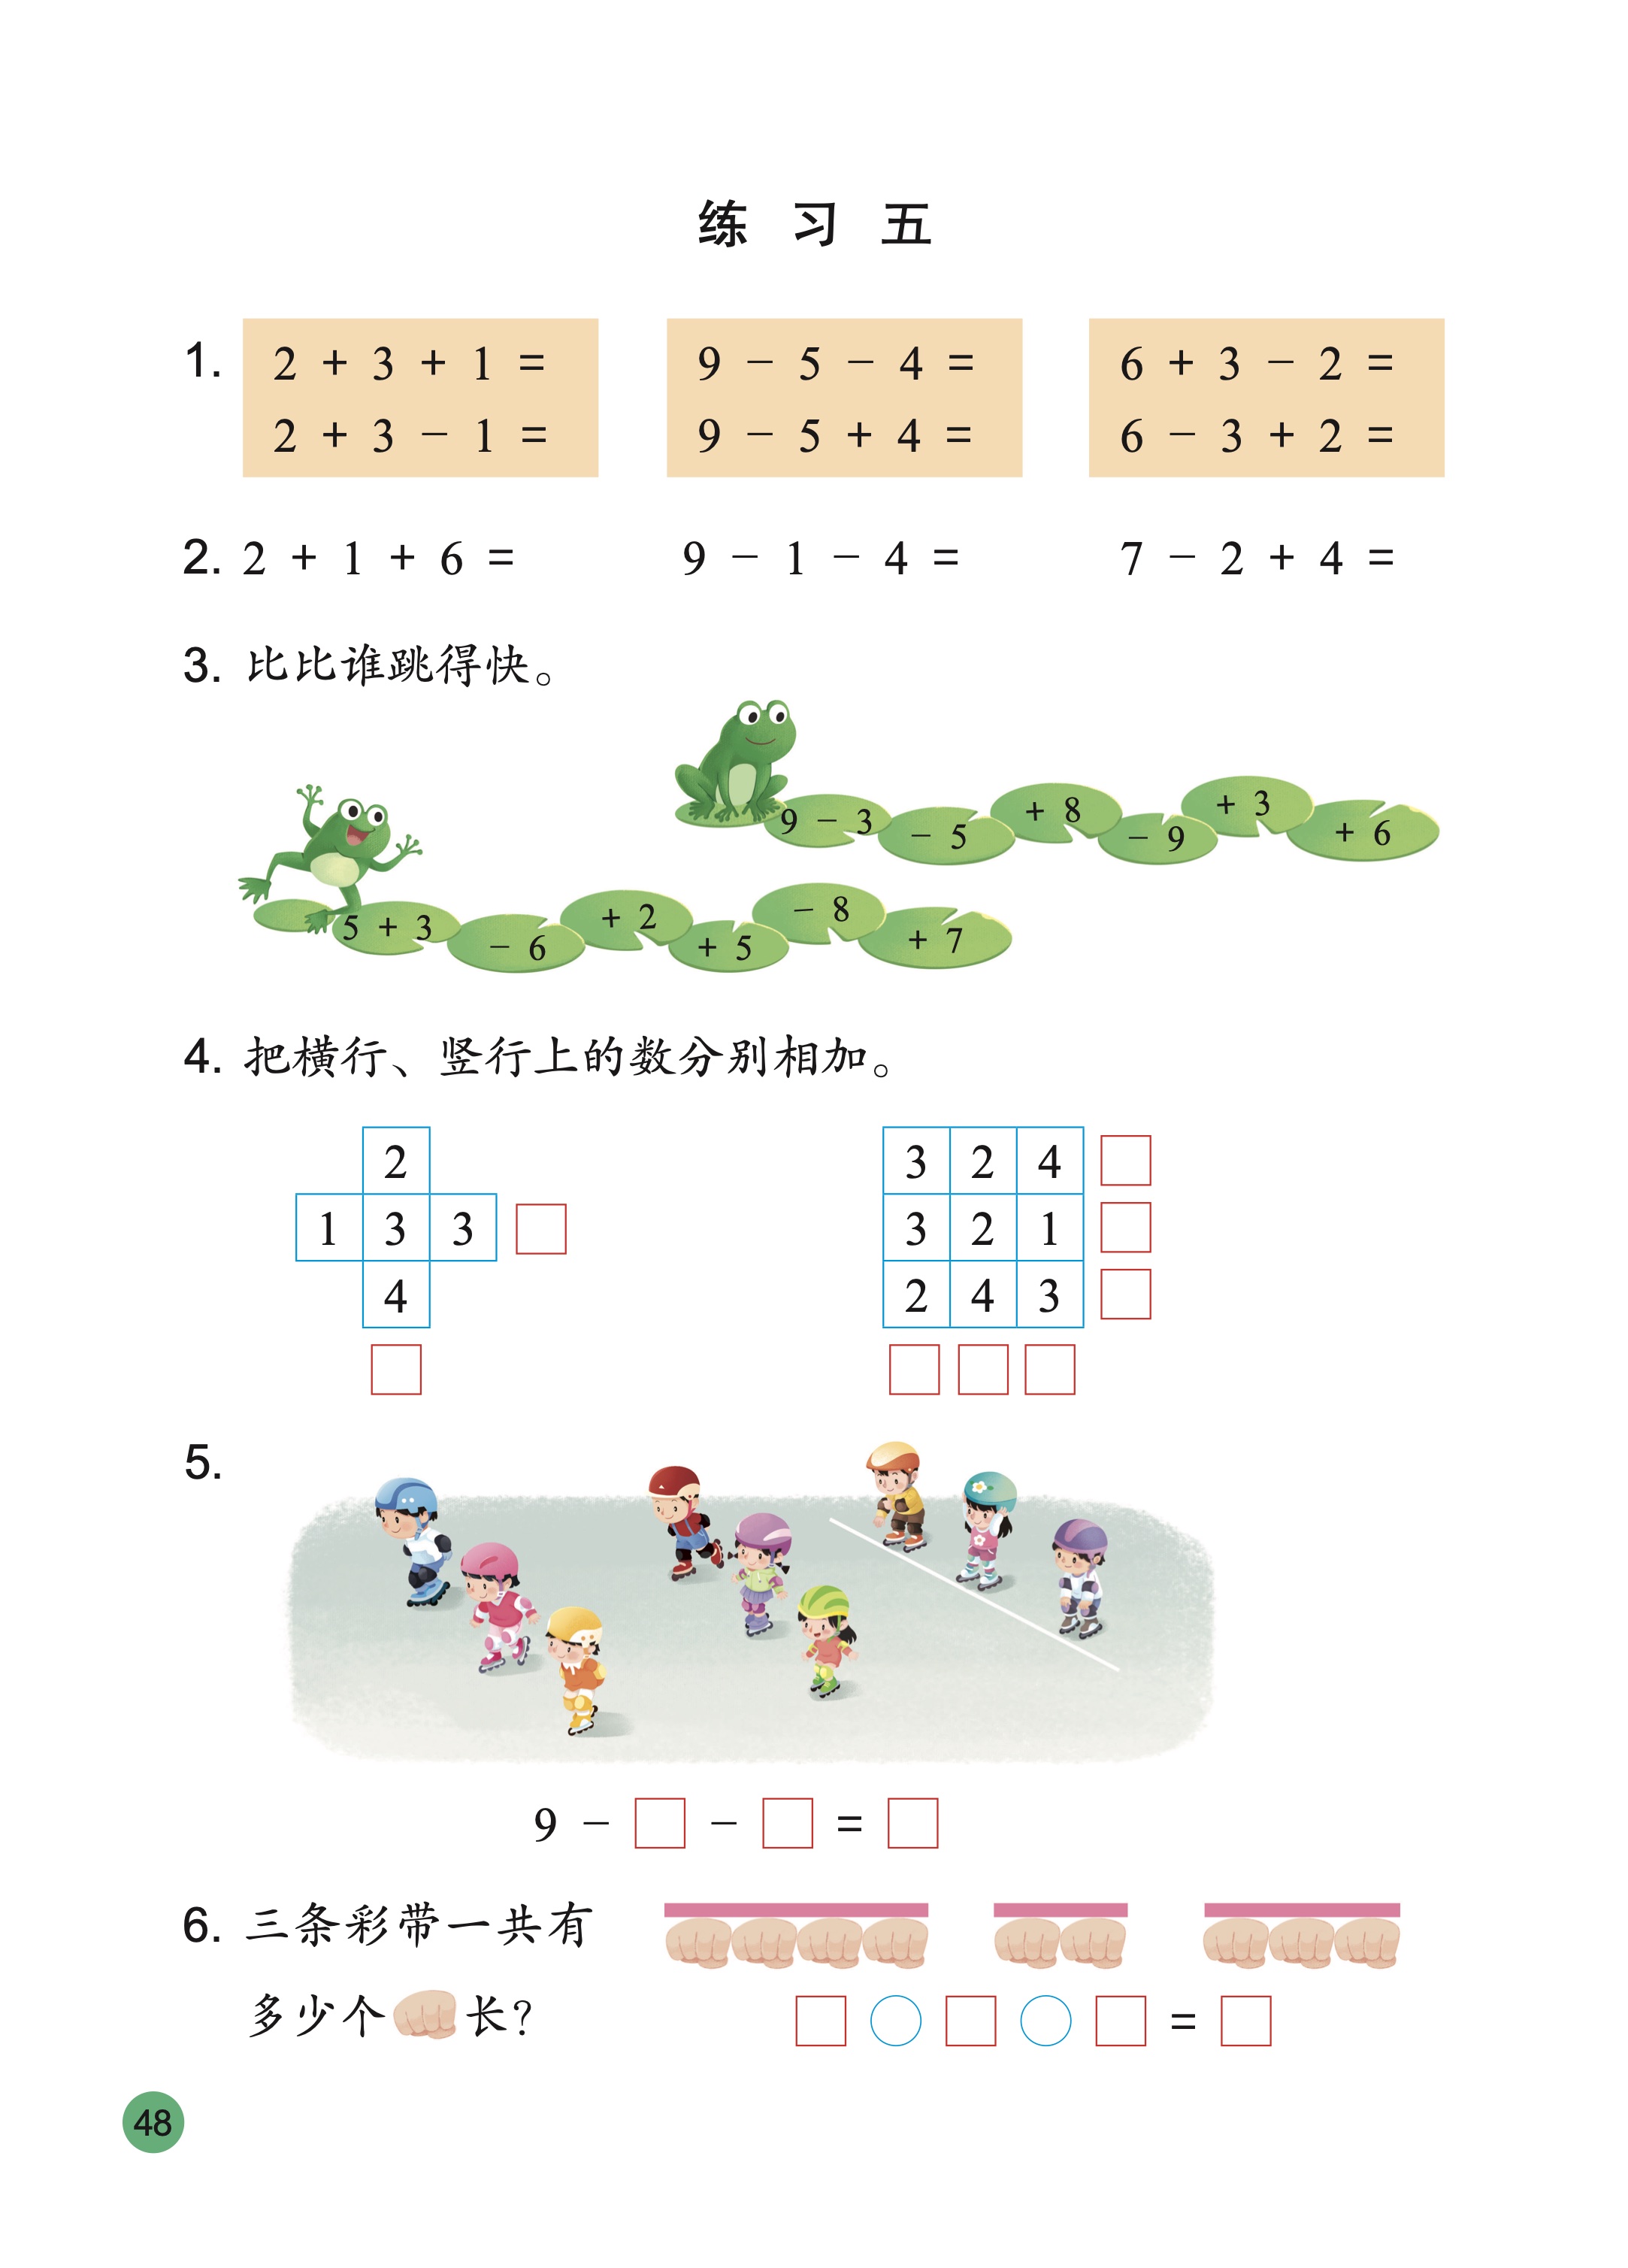 练 习 五
1. 2 + 3 + 1 = 9 − 5 − 4 = 6 + 3 − 2 =
2 + 3 − 1 = 9 − 5 + 4 = 6 − 3 + 2 =
2. 2 + 1 + 6 = 9 − 1 − 4 = 7 − 2 + 4 =
3. 比比谁跳得快。
9 − 3 − 5 + 8 − 9 + 3 + 6
5 + 3 − 6 + 2 + 5 − 8 + 7
4. 把横行、竖行上的数分别相加。
2 3 2 4
1 3 3 □ 3 2 1 □
4 2 4 3 □
□ □ □ □
5.
9 − □ − □ = □
6. 三条彩带一共有
多少个 长？
□ ○ □ ○ □ = □
48